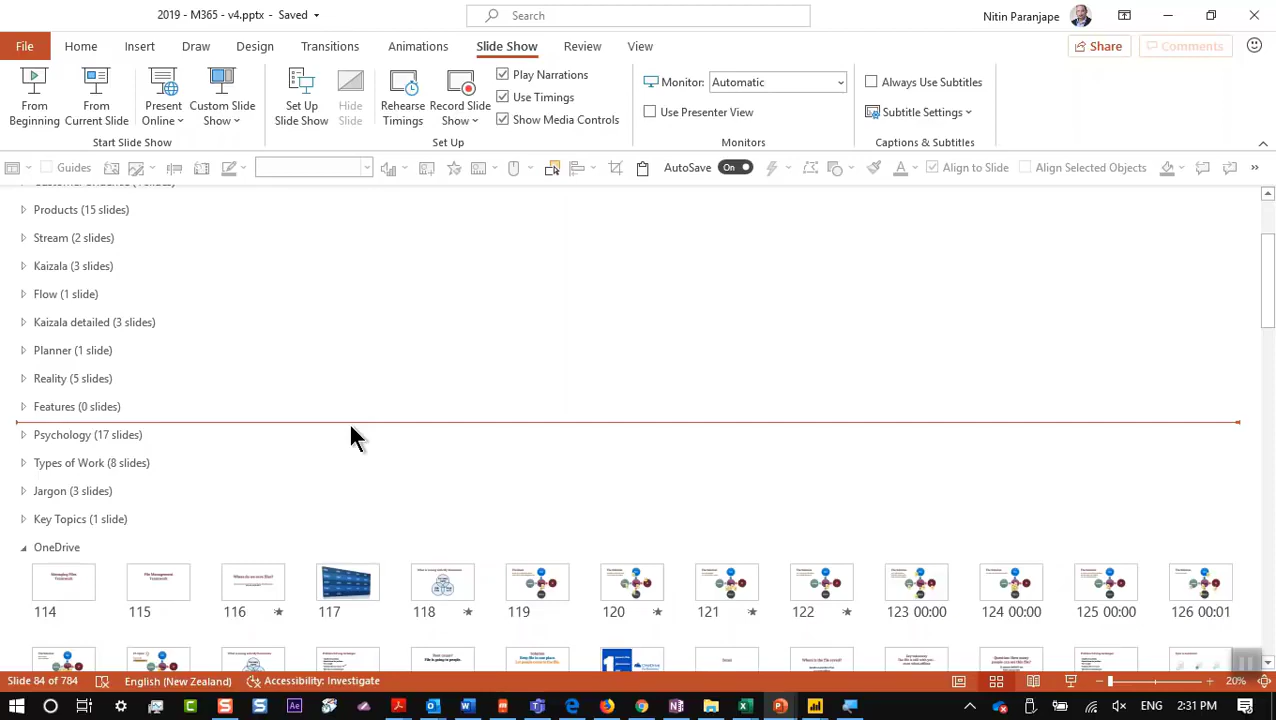 2019 - M365 - v4.pptx - Saved
Search
Nitin Paranjape
File Home Insert Draw Design Transitions Animations Slide Show Review View
Share
Comments
From Beginning
From Current Slide
Present Online
Custom Slide Show
Set Up Slide Show
Hide Slide
Rehearse Timings
Record Slide Show
Play Narrations
Use Timings
Show Media Controls
Monitor: Automatic
Use Presenter View
Always Use Subtitles
Subtitle Settings
Start Slide Show
Set Up
Monitors
Captions & Subtitles
Guides
AutoSave On
Align to Slide
Align Selected Objects
Products (15 slides)
Stream (2 slides)
Kaizala (3 slides)
Flow (1 slide)
Kaizala detailed (3 slides)
Planner (1 slide)
Reality (5 slides)
Features (0 slides)
Psychology (17 slides)
Types of Work (8 slides)
Jargon (3 slides)
Key Topics (1 slide)
OneDrive
114 115 116 117 118 119 120 121 122 123 00:00 124 00:00 125 00:00 126 00:01
Slide 84 of 784
English (New Zealand)
Accessibility: Investigate
20%
ENG 2:31 PM